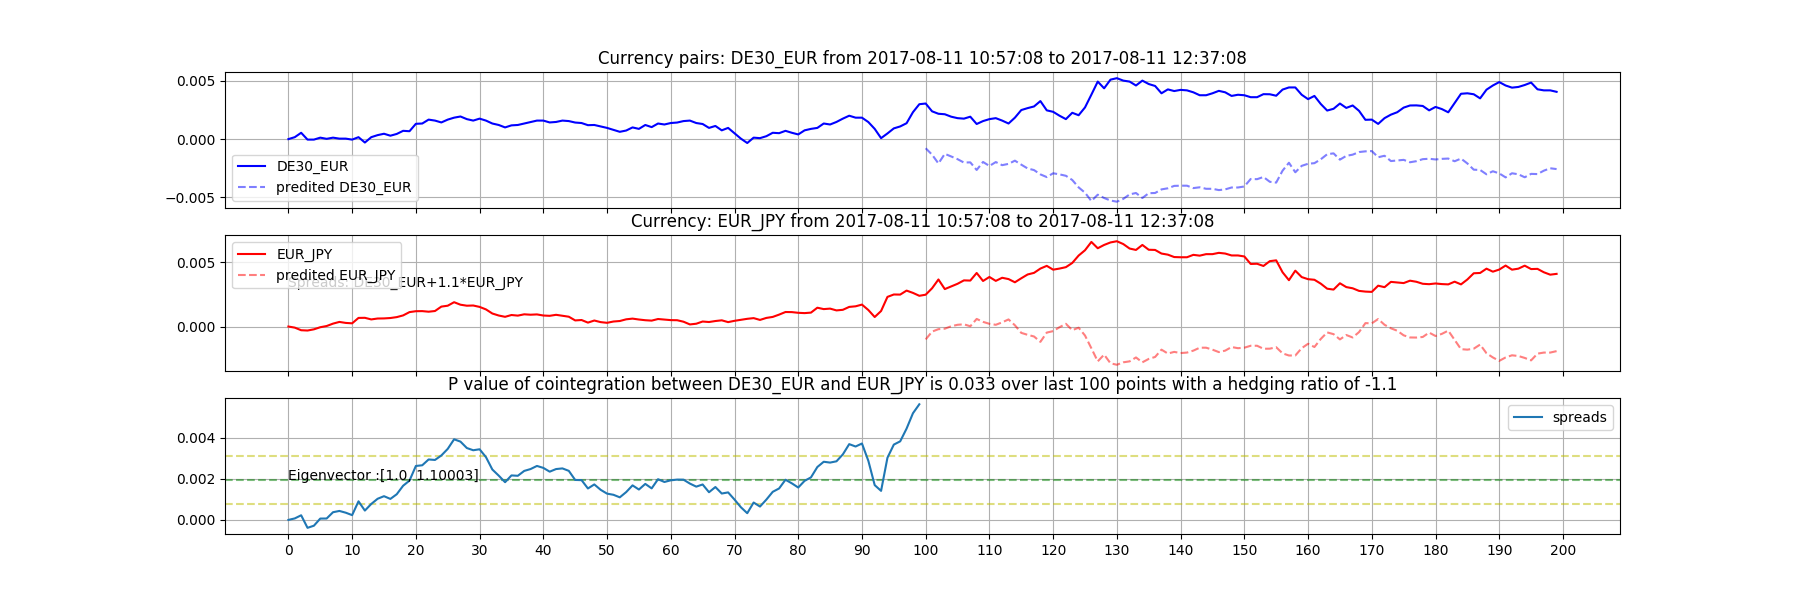 Currency pairs: DE30_EUR from 2017-08-11 10:57:08 to 2017-08-11 12:37:08
0.005
0.000
−0.005
DE30_EUR
predited DE30_EUR
Currency: EUR_JPY from 2017-08-11 10:57:08 to 2017-08-11 12:37:08
0.005
0.000
EUR_JPY
predited EUR_JPY
Spreads: DE30_EUR+1.1*EUR_JPY
P value of cointegration between DE30_EUR and EUR_JPY is 0.033 over last 100 points with a hedging ratio of -1.1
0.004
0.002
0.000
spreads
Eigenvector :[1.0, 1.10003]
0 10 20 30 40 50 60 70 80 90 100 110 120 130 140 150 160 170 180 190 200